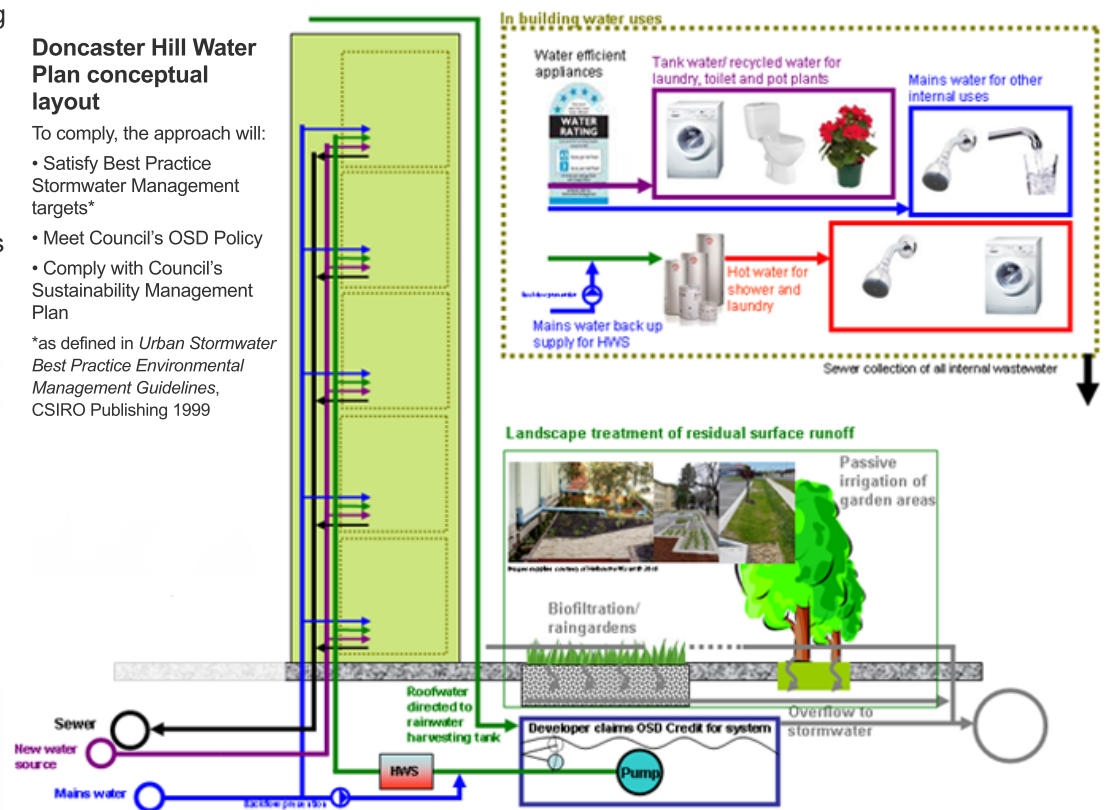 g
Doncaster Hill Water
Plan conceptual
layout
To comply, the approach will:
• Satisfy Best Practice
Stormwater Management
targets*
• Meet Council's OSD Policy
s
• Comply with Council's
Sustainability Management
Plan
*as defined in Urban Stormwater
Best Practice Environmental
Management Guidelines,
CSIRO Publishing 1999
In building water uses
Water efficient
appliances
WATER
RATING
Tank water/ recycled water for
laundry, toilet and pot plants
Mains water for other
internal uses
Hot water for
shower and
laundry
Mains water back up
supply for HWS
Sewer collection of all internal wastewater
Landscape treatment of residual surface runoff
Passive
irrigation of
garden areas
Biofiltration/
raingardens
Roofwater
directed to
rainwater
harvesting tank
Overflow to
stormwater
Developer claims OSD Credit for system
Pump
HWS
Sewer
New water
source
Mains water
Backflow prevention